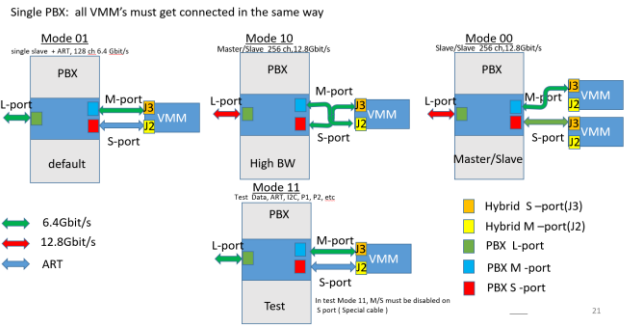 Single PBX: all VMM's must get connected in the same way
Mode 01
single slave + ART, 128 ch 6.4 Gbit/s
PBX
L-port
M-port
J3
J2
VMM
S-port
default
Mode 10
Master/Slave 256 ch,12.8Gbit/s
PBX
L-port
M-port
J3
J2
VMM
S-port
High BW
Mode 00
Slave/Slave 256 ch,12.8Gbit/s
PBX
L-port
M-port
J3
J2
VMM
J3
J2
VMM
S-port
Master/Slave
Mode 11
Test Data, ART, I2C, P1, P2, etc
PBX
L-port
M-port
J3
J2
VMM
S-port
Test
In test Mode 11, M/S must be disabled on
S port ( Special cable )
6.4Gbit/s
12.8Gbit/s
ART
Hybrid S –port(J3)
Hybrid M –port(J2)
PBX L-port
PBX M -port
PBX S -port
21